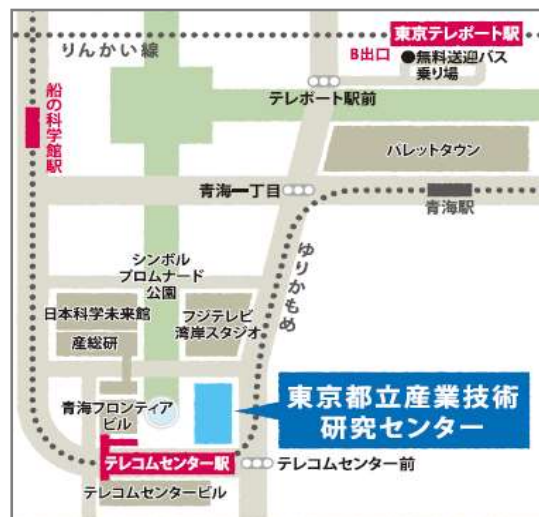 東京テレポート駅
りんかい線
B出口
●無料送迎バス
乗り場
船の科学館駅
テレポート駅前
パレットタウン
青海一丁目
青海駅
シンボル
プロムナード
公園
ゆりかもめ
日本科学未来館
フジテレビ
湾岸スタジオ
産総研
東京都立産業技術
研究センター
青海フロンティア
ビル
テレコムセンター駅
テレコムセンター前
テレコムセンタービル